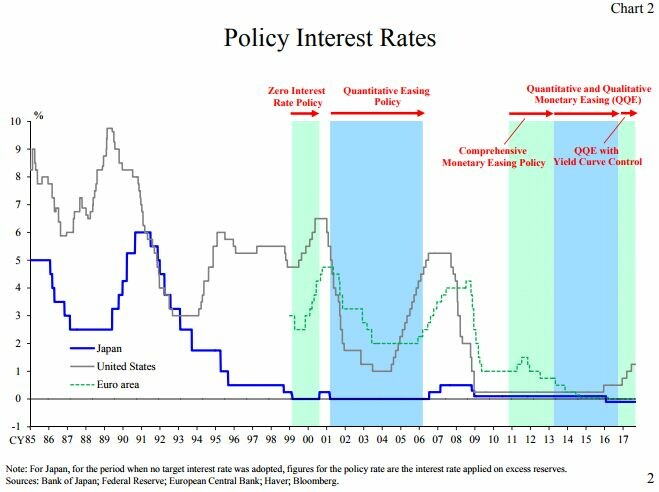 Chart 2
Policy Interest Rates
Zero Interest
Rate Policy
Quantitative Easing
Policy
Quantitative and Qualitative
Monetary Easing (QQE)
Comprehensive
Monetary Easing Policy
QQE with
Yield Curve Control
%
10
9
8
7
6
5
4
3
2
1
0
-1
Japan
United States
Euro area
CY85 86 87 88 89 90 91 92 93 94 95 96 97 98 99 00 01 02 03 04 05 06 07 08 09 10 11 12 13 14 15 16 17
Note: For Japan, for the period when no target interest rate was adopted, figures for the policy rate are the interest rate applied on excess reserves.
Sources: Bank of Japan; Federal Reserve; European Central Bank; Haver; Bloomberg.
2